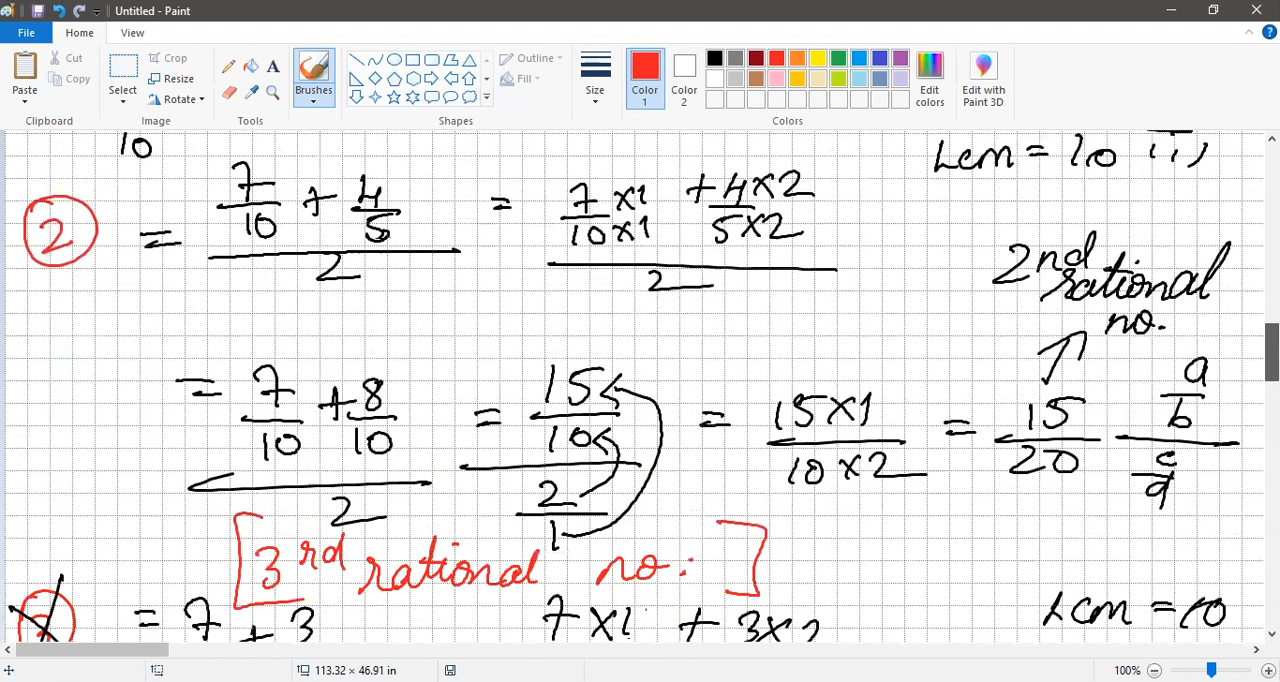 Untitled - Paint
File Home View
Paste Cut Copy Clipboard
Select Crop Resize Rotate Image
Tools
Brushes
Outline Fill Shapes
Size
Color 1 Color 2 Edit colors Edit with Paint 3D Colors
10
Lcm = 10
2 = 7/10 + 4/5 / 2 = 7×1/10×1 + 4×2/5×2 / 2
2nd rational no.
= 7/10 + 8/10 / 2 = 15/10 / 2/1 = 15×1/10×2 = 15/20 a/b / c/d
[3rd rational no.]
= 7 + 3 7×1 + 3×2 Lcm = 10
113.32 × 46.91 in 100%